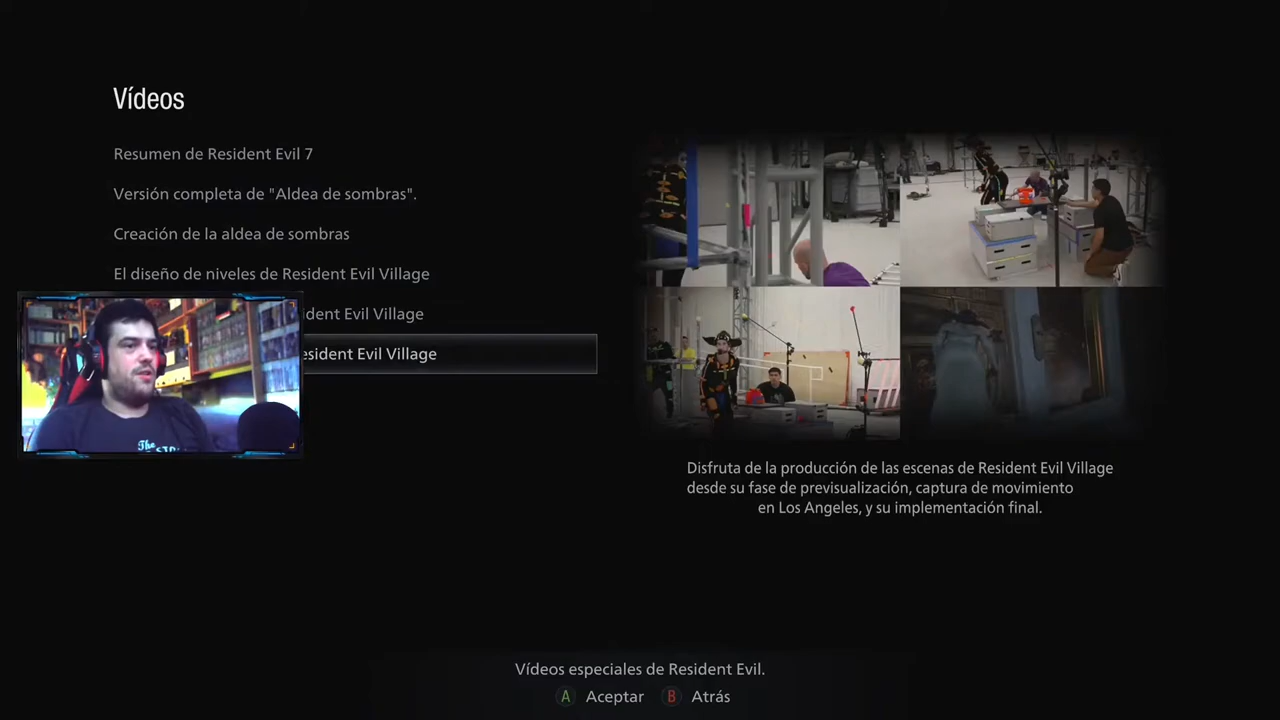 Vídeos
Resumen de Resident Evil 7
Versión completa de "Aldea de sombras".
Creación de la aldea de sombras
El diseño de niveles de Resident Evil Village
Evil Village
Evil Village
The
Disfruta de la producción de las escenas de Resident Evil Village
desde su fase de previsualización, captura de movimiento
en Los Angeles, y su implementación final.
Vídeos especiales de Resident Evil.
A Aceptar B Atrás